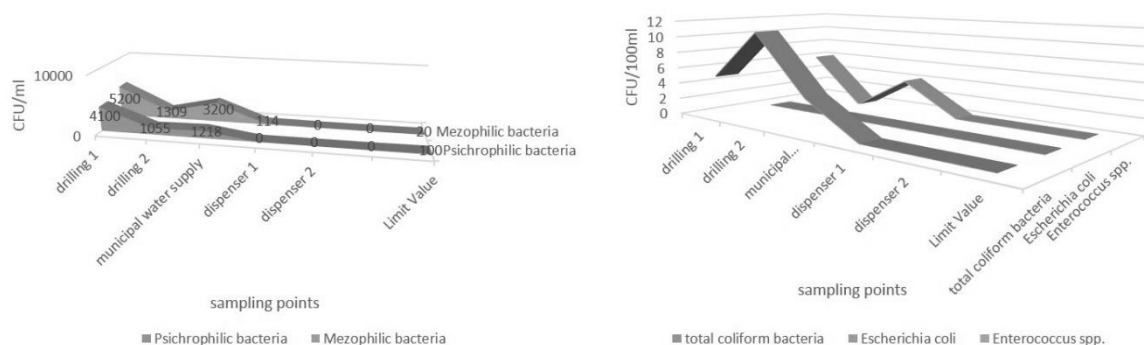 10000
CFU/ml
0
5200 1309 3200 114 0 0 20 Mezophilic bacteria
4100 1055 1218 0 0 0 100 Psichrophilic bacteria
drilling 1
drilling 2
municipal water supply
dispenser 1
dispenser 2
Limit Value
sampling points
Psichrophilic bacteria Mezophilic bacteria
12
10
8
6
4
2
0
CFU/100ml
drilling 1
drilling 2
municipal...
dispenser 1
dispenser 2
Limit Value
total coliform bacteria
Escherichia coli
Enterococcus spp.
sampling points
total coliform bacteria Escherichia coli Enterococcus spp.